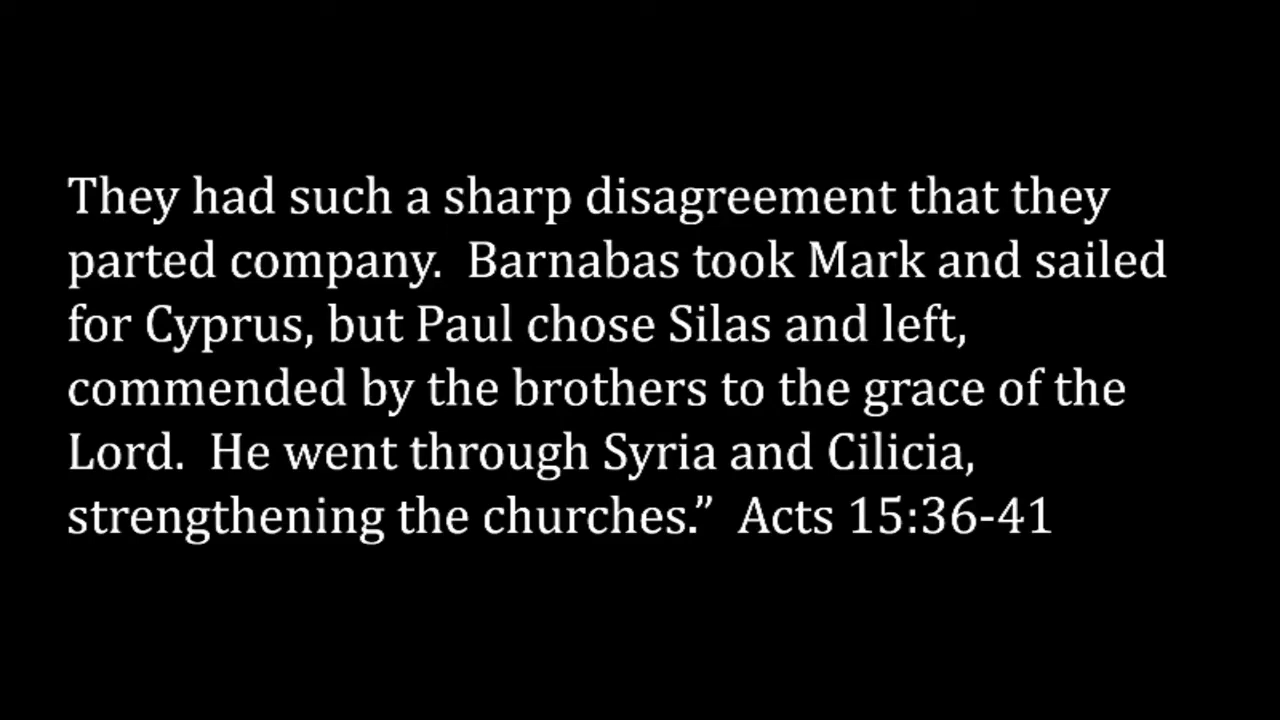 They had such a sharp disagreement that they
parted company.  Barnabas took Mark and sailed
for Cyprus, but Paul chose Silas and left,
commended by the brothers to the grace of the
Lord.  He went through Syria and Cilicia,
strengthening the churches.”  Acts 15:36-41